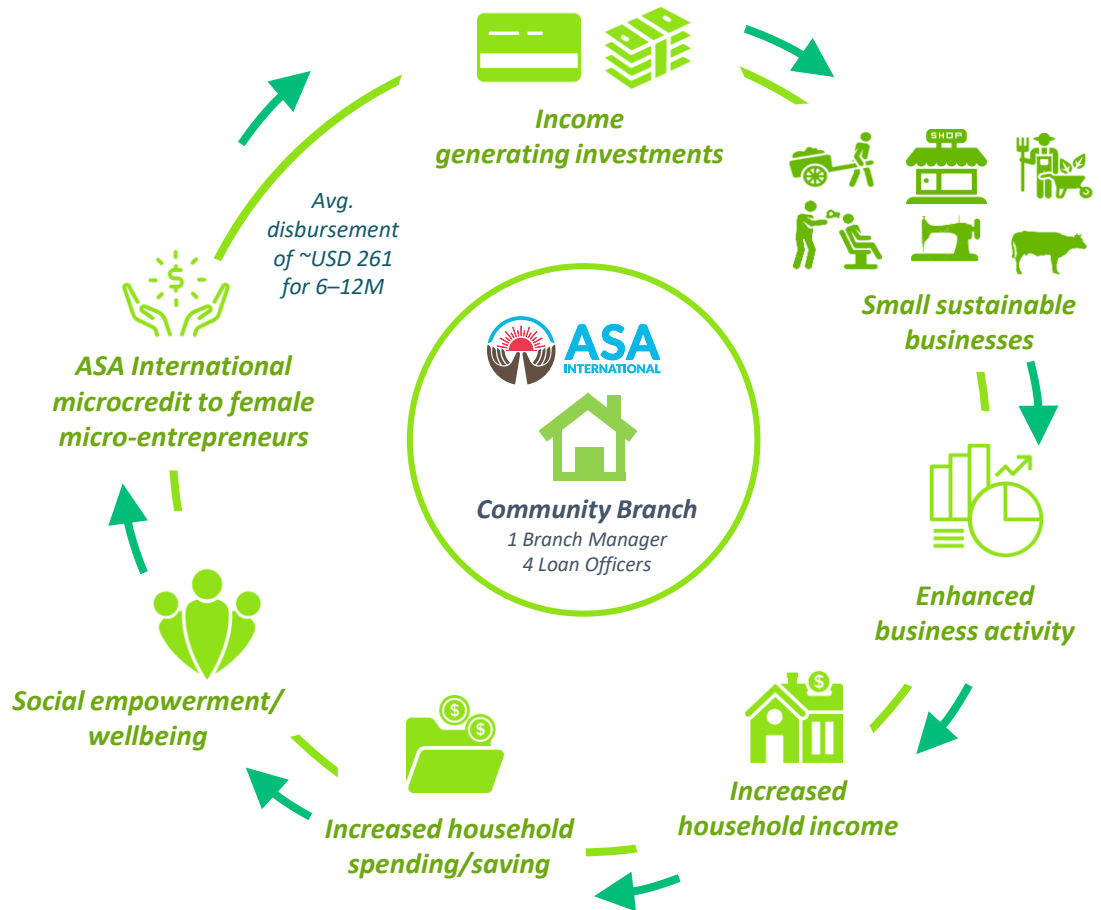 Income
generating investments
SHOP
Small sustainable
businesses
Enhanced
business activity
Increased
household income
Increased household
spending/saving
Social empowerment/
wellbeing
ASA International
microcredit to female
micro-entrepreneurs
Avg.
disbursement
of ~USD 261
for 6–12M
ASA
INTERNATIONAL
Community Branch
1 Branch Manager
4 Loan Officers
$
$
$
$